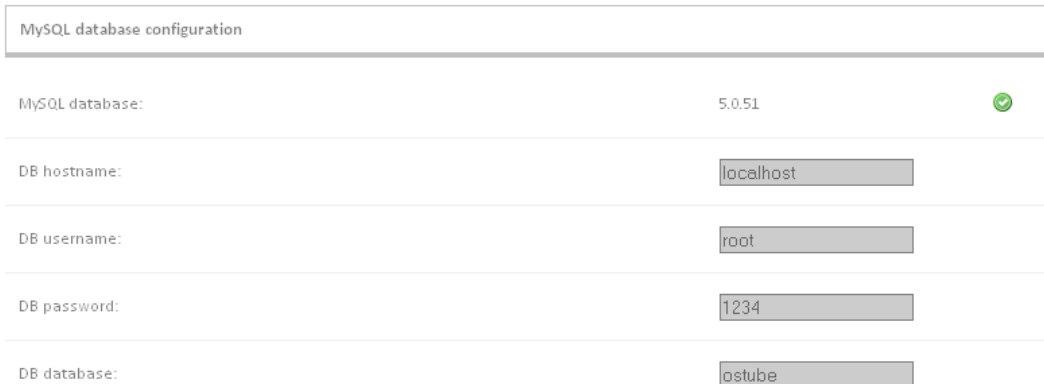 MySQL database configuration
MySQL database: 5.0.51
DB hostname: localhost
DB username: root
DB password: 1234
DB database: ostube